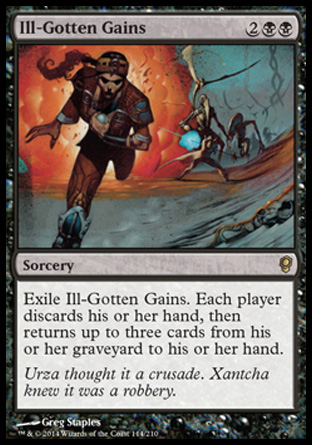 Ill-Gotten Gains 2
Sorcery
Exile Ill-Gotten Gains. Each player
discards his or her hand, then
returns up to three cards from his
or her graveyard to his or her hand.
Urza thought it a crusade. Xantcha
knew it was a robbery.
Greg Staples
™ & © 2014 Wizards of the Coast 144/210